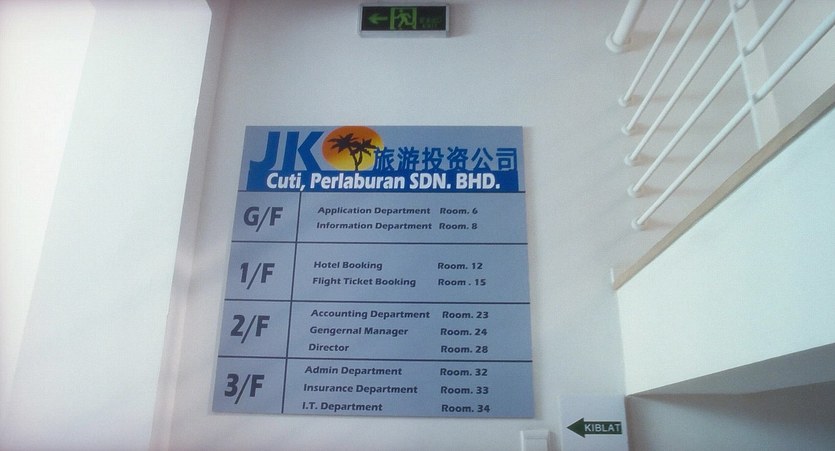 JK 旅游投资公司
Cuti, Perlaburan SDN. BHD.
G/F
Application Department Room. 6
Information Department Room. 8
1/F
Hotel Booking Room. 12
Flight Ticket Booking Room . 15
2/F
Accounting Department Room. 23
Gengernal Manager Room. 24
Director Room. 28
3/F
Admin Department Room. 32
Insurance Department Room. 33
I.T. Department Room. 34
KIBLAT